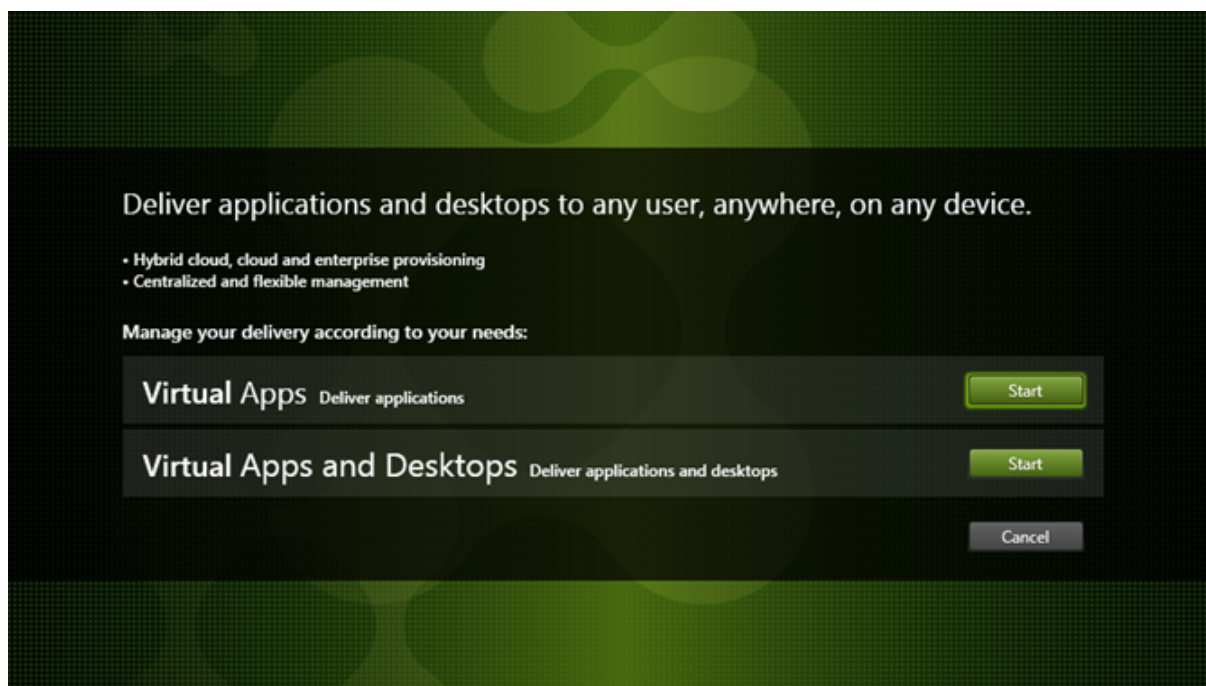 Deliver applications and desktops to any user, anywhere, on any device.
• Hybrid cloud, cloud and enterprise provisioning
• Centralized and flexible management
Manage your delivery according to your needs:
Virtual Apps Deliver applications Start
Virtual Apps and Desktops Deliver applications and desktops Start
Cancel